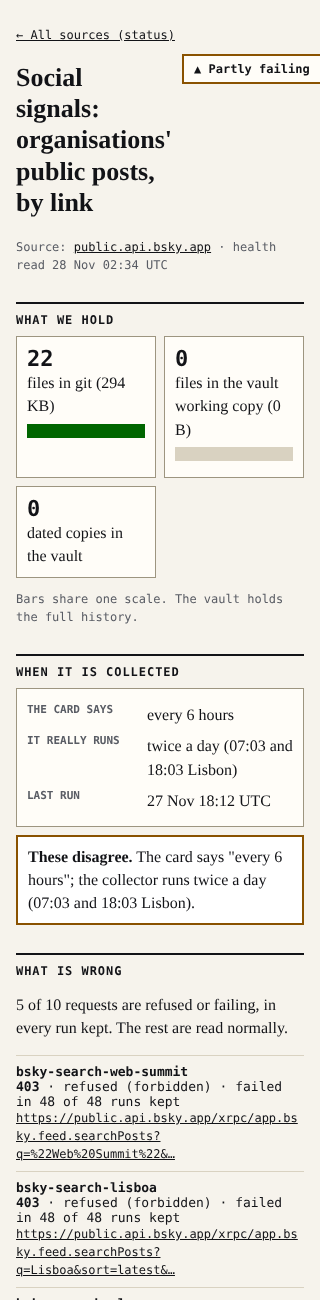 ← All sources (status)
Social
signals:
organisations'
public posts,
by link
▲ Partly failing
Source: public.api.bsky.app · health
read 28 Nov 02:34 UTC
WHAT WE HOLD
22
files in git (294
KB)
0
files in the vault
working copy (0
B)
0
dated copies in
the vault
Bars share one scale. The vault holds
the full history.
WHEN IT IS COLLECTED
THE CARD SAYS
every 6 hours
IT REALLY RUNS
twice a day (07:03 and
18:03 Lisbon)
LAST RUN
27 Nov 18:12 UTC
These disagree. The card says "every 6
hours"; the collector runs twice a day
(07:03 and 18:03 Lisbon).
WHAT IS WRONG
5 of 10 requests are refused or failing, in
every run kept. The rest are read normally.
bsky-search-web-summit
403 · refused (forbidden) · failed
in 48 of 48 runs kept
https://public.api.bsky.app/xrpc/app.bs
ky.feed.searchPosts?
q=%22Web%20Summit%22&…
bsky-search-lisboa
403 · refused (forbidden) · failed
in 48 of 48 runs kept
https://public.api.bsky.app/xrpc/app.bs
ky.feed.searchPosts?
q=Lisboa&sort=latest&…